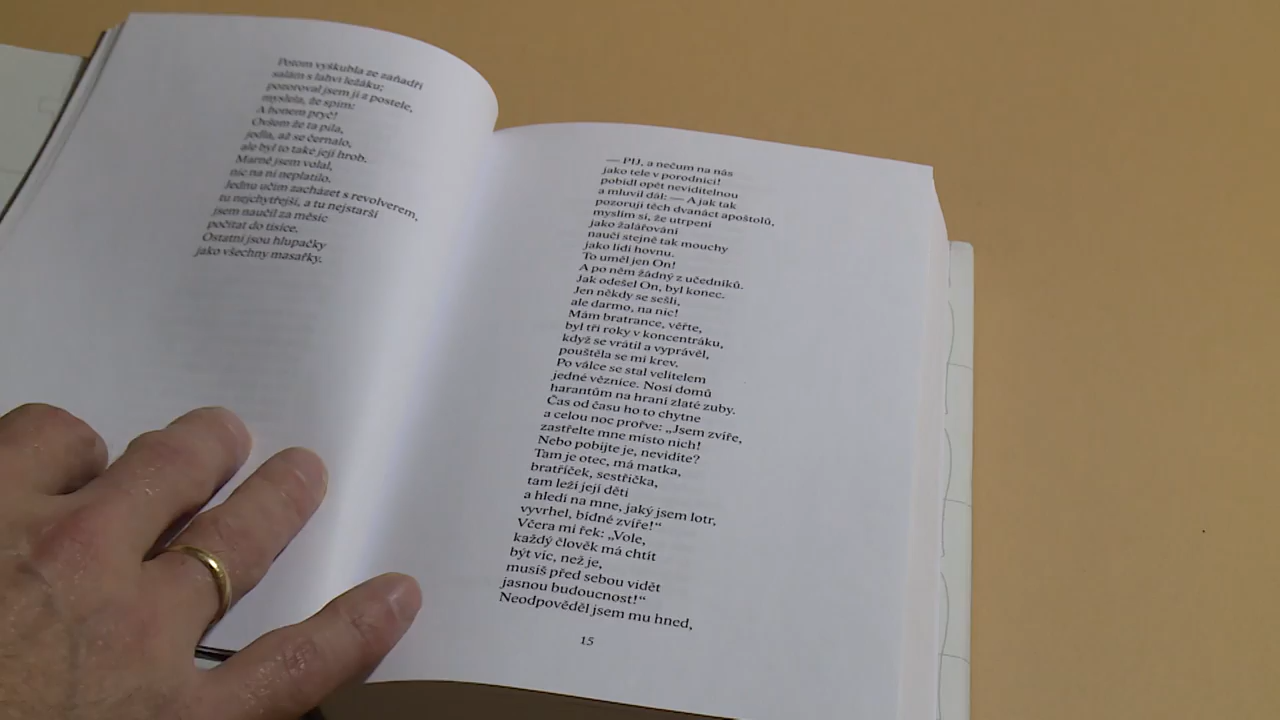 Potom vyškubla ze zaňadří
salám s lahví ležáku;
pozoroval jsem ji z postele,
myslela, že spím:
A honem pryč!
Ovšem že ta pila,
jedla, až se černalo,
ale byl to také její hrob.
Marně jsem volal,
nic na ni neplatilo.
Jednu učím zacházet s revolverem,
tu nejchytřejší, a tu nejstarší
jsem naučil za měsíc
počítat do tisíce.
Ostatní jsou hlupačky
jako všechny masařky.
— PIJ, a nečum na nás
jako tele v porodnici!
pobídl opět neviditelnou
a mluvil dál: — A jak tak
pozoruji těch dvanáct apoštolů,
myslím si, že utrpení
jako žalářování
naučí stejně tak mouchy
jako lidi hovnu.
To uměl jen On!
A po něm žádný z učedníků.
Jak odešel On, byl konec.
Jen někdy se sešli,
ale darmo, na nic!
Mám bratrance, věřte,
byl tři roky v koncentráku,
když se vrátil a vyprávěl,
pouštěla se mi krev.
Po válce se stal velitelem
jedné věznice. Nosí domů
harantům na hraní zlaté zuby.
Čas od času ho to chytne
a celou noc prořve: „Jsem zvíře,
zastřelte mne místo nich!
Nebo pobijte je, nevidíte?
Tam je otec, má matka,
bratříček, sestřička,
tam leží její děti
a hledí na mne, jaký jsem lotr,
vyvrhel, bídné zvíře!“
Včera mi řek: „Vole,
každý člověk má chtít
být víc, než je,
musíš před sebou vidět
jasnou budoucnost!“
Neodpověděl jsem mu hned,
15